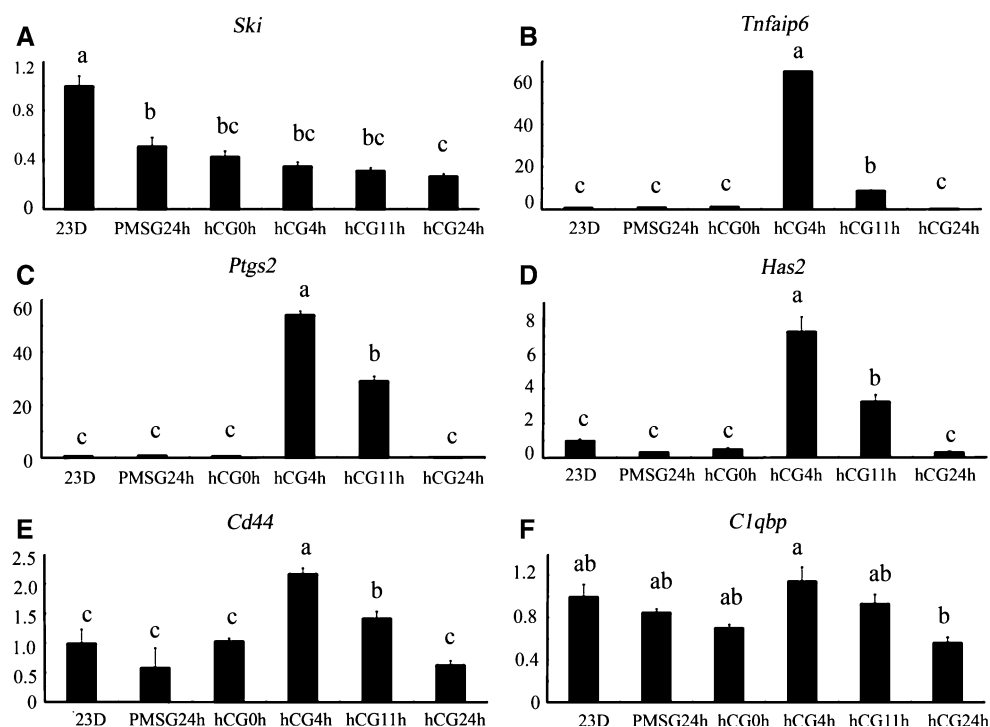 A
Ski
1.2
0.8
0.4
0
a
b
bc
bc
bc
c
23D PMSG24h hCG0h hCG4h hCG11h hCG24h
B
Tnfaip6
60
40
20
0
c
c
c
a
b
c
23D PMSG24h hCG0h hCG4h hCG11h hCG24h
C
Ptgs2
60
40
20
0
c
c
c
a
b
c
23D PMSG24h hCG0h hCG4h hCG11h hCG24h
D
Has2
8
6
4
2
0
c
c
c
a
b
c
23D PMSG24h hCG0h hCG4h hCG11h hCG24h
E
Cd44
2.5
2.0
1.0
0.5
0
c
c
c
a
b
c
23D PMSG24h hCG0h hCG4h hCG11h hCG24h
F
C1qbp
1.2
0.8
0.4
0
ab
ab
ab
a
ab
b
23D PMSG24h hCG0h hCG4h hCG11h hCG24h